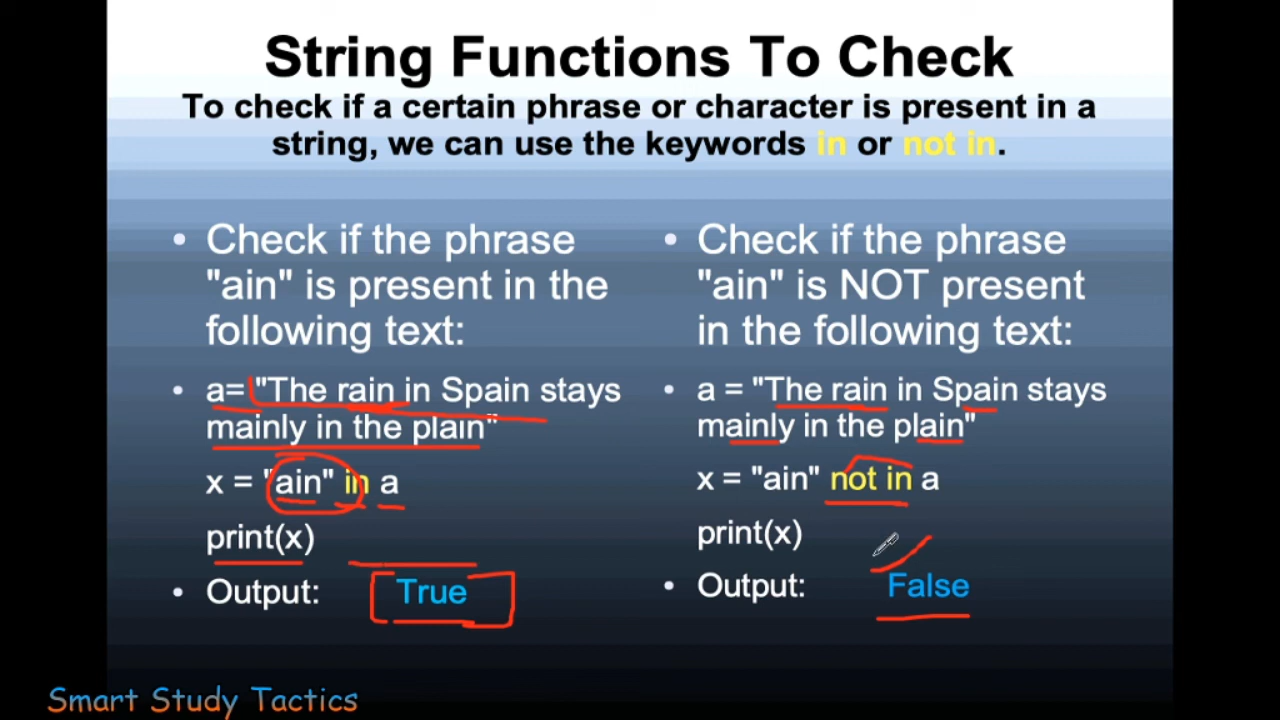 String Functions To Check
To check if a certain phrase or character is present in a
string, we can use the keywords in or not in.
• Check if the phrase
"ain" is present in the
following text:
• a= "The rain in Spain stays
mainly in the plain"
x = "ain" in a
print(x)
• Output: True
• Check if the phrase
"ain" is NOT present
in the following text:
• a = "The rain in Spain stays
mainly in the plain"
x = "ain" not in a
print(x)
• Output: False
Smart Study Tactics